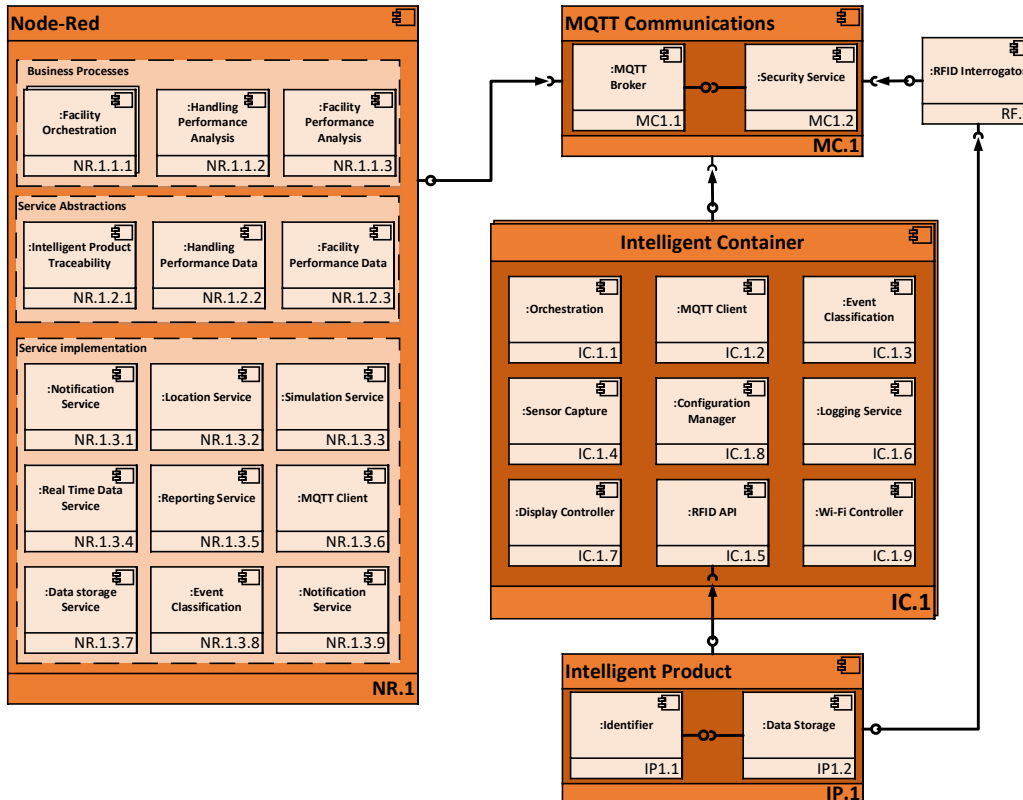 Node-Red
Business Processes
:Facility
Orchestration
NR.1.1.1
:Handling
Performance
Analysis
NR.1.1.2
:Facility
Performance
Analysis
NR.1.1.3
Service Abstractions
:Intelligent Product
Traceability
NR.1.2.1
:Handling
Performance Data
NR.1.2.2
:Facility
Performance Data
NR.1.2.3
Service implementation
:Notification
Service
NR.1.3.1
:Location Service
NR.1.3.2
:Simulation Service
NR.1.3.3
:Real Time Data
Service
NR.1.3.4
:Reporting Service
NR.1.3.5
:MQTT Client
NR.1.3.6
:Data storage
Service
NR.1.3.7
:Event
Classification
NR.1.3.8
:Notification
Service
NR.1.3.9
NR.1
MQTT Communications
:MQTT
Broker
MC1.1
:Security Service
MC1.2
MC.1
:RFID Interrogator
RF.
Intelligent Container
:Orchestration
IC.1.1
:MQTT Client
IC.1.2
:Event
Classification
IC.1.3
:Sensor Capture
IC.1.4
:Configuration
Manager
IC.1.8
:Logging Service
IC.1.6
:Display Controller
IC.1.7
:RFID API
IC.1.5
:Wi-Fi Controller
IC.1.9
IC.1
Intelligent Product
:Identifier
IP1.1
:Data Storage
IP1.2
IP.1